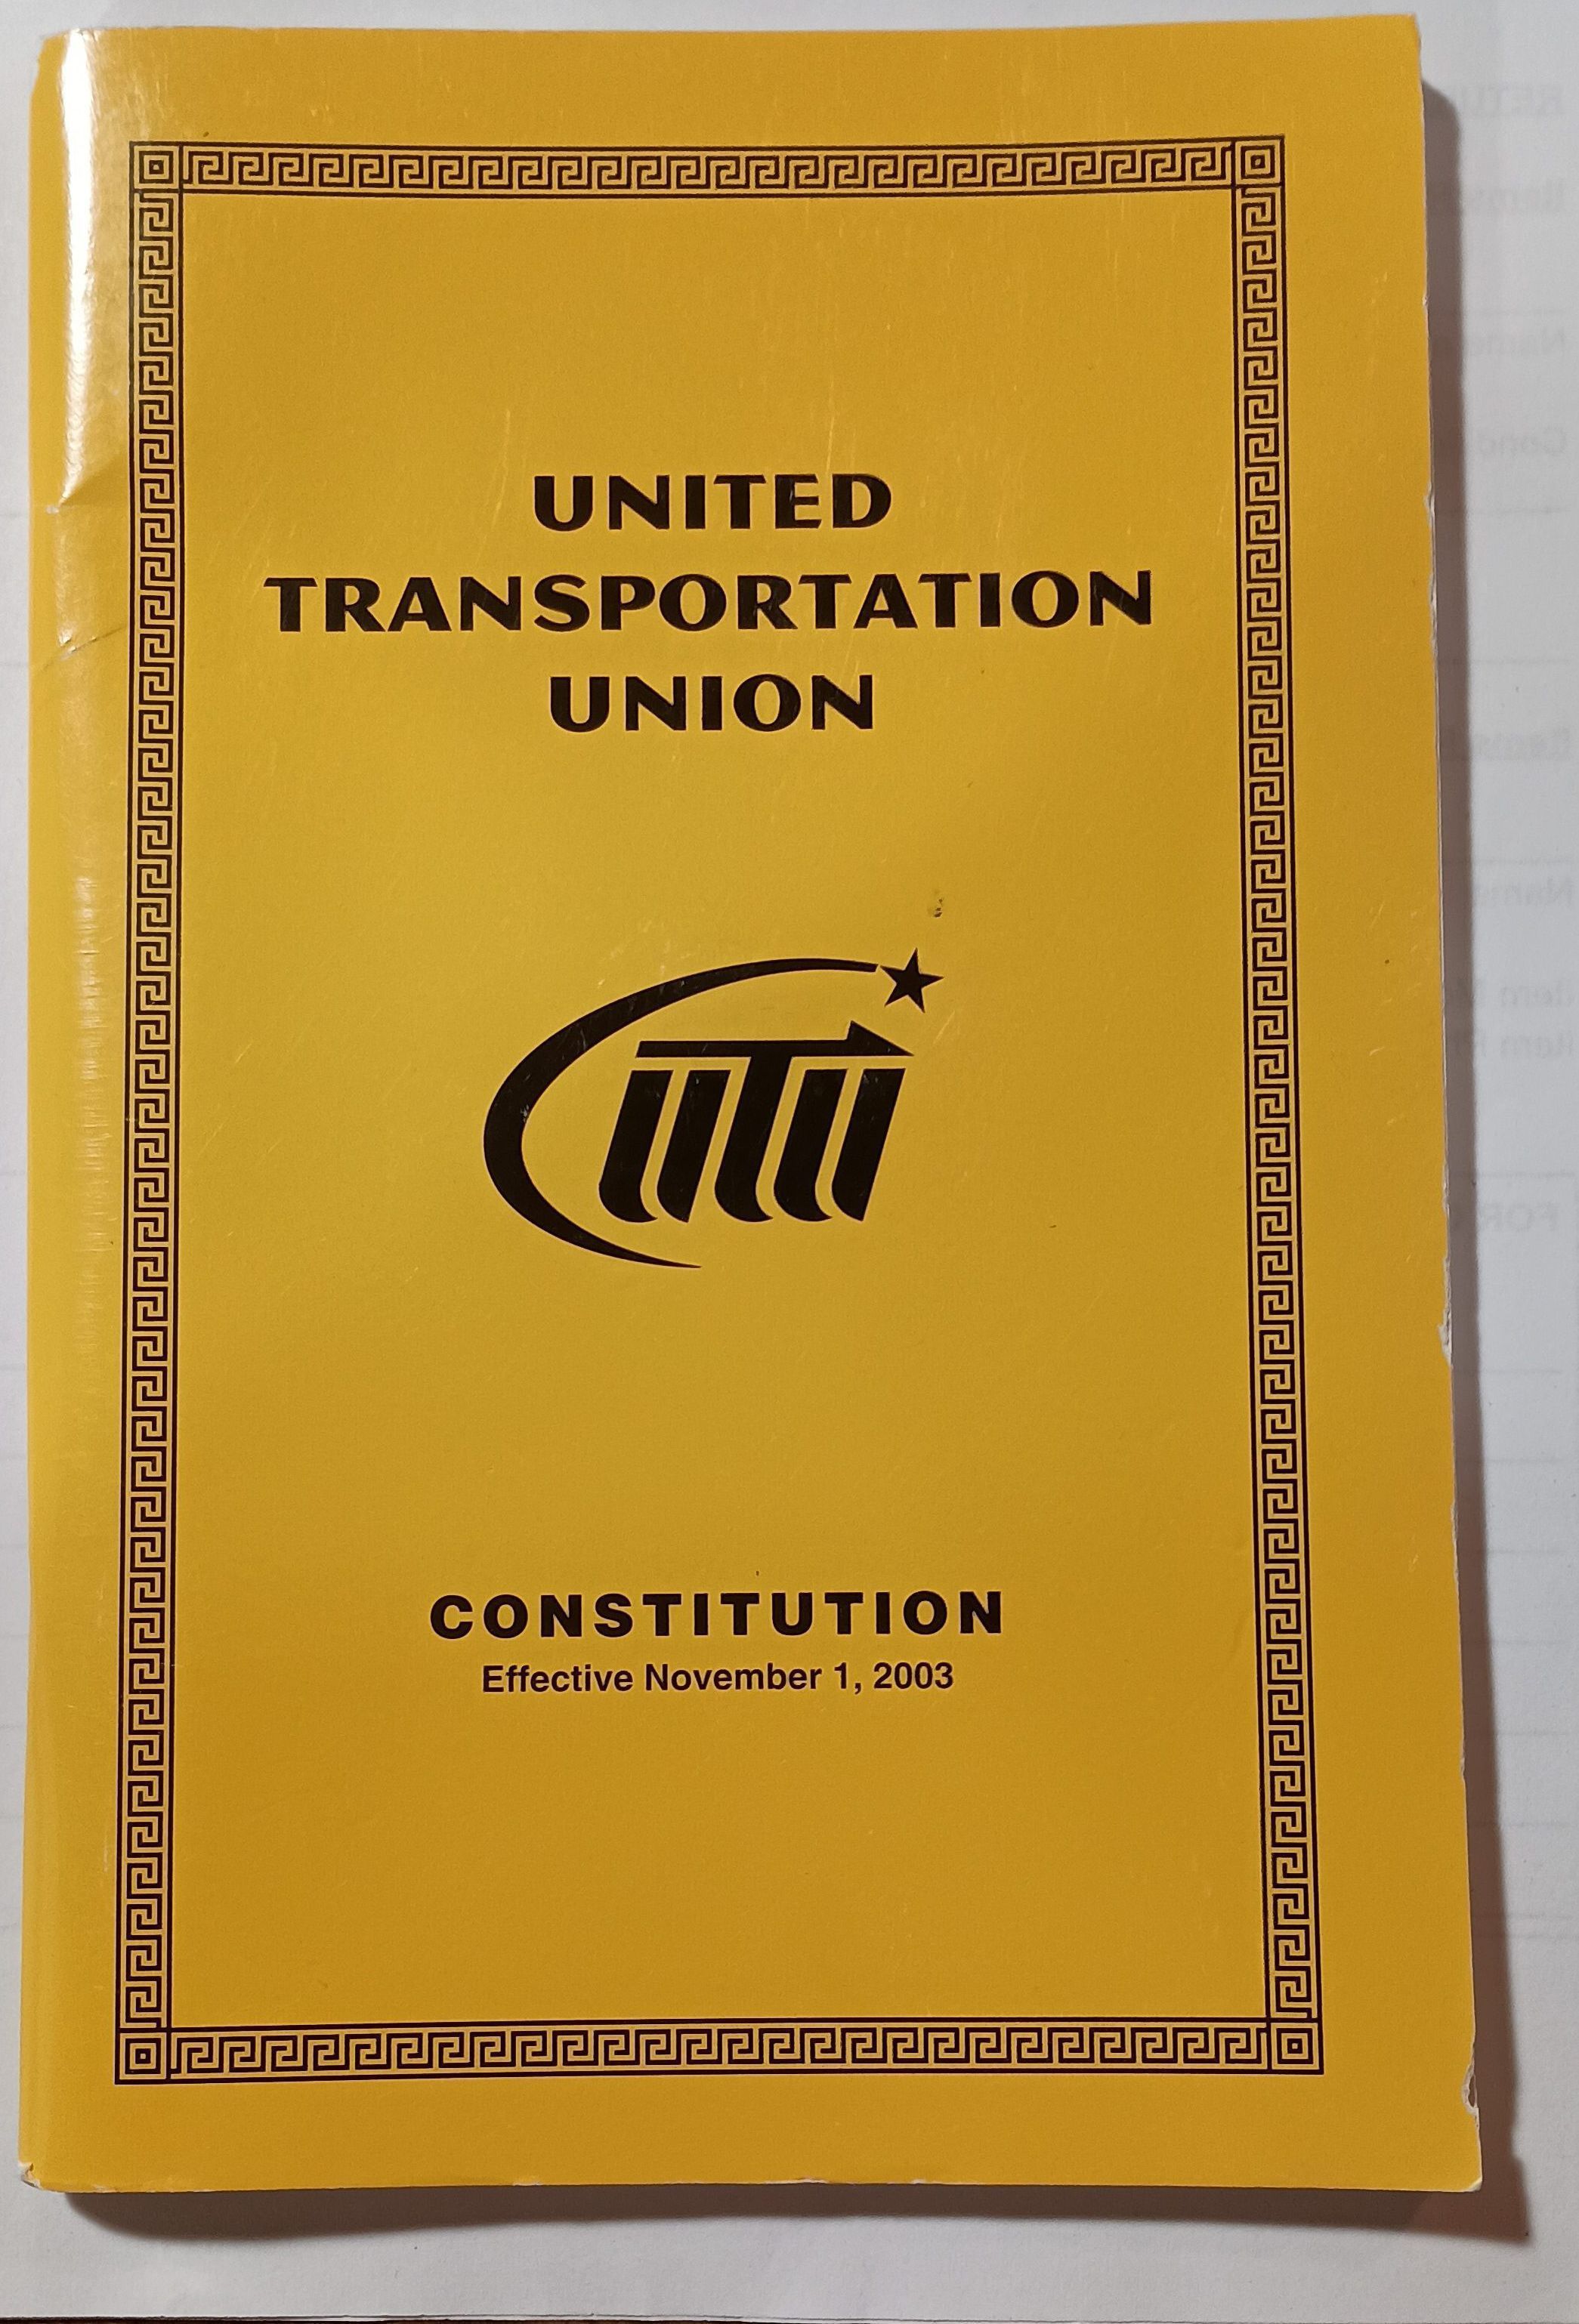 UNITED
TRANSPORTATION
UNION
UTU
CONSTITUTION
Effective November 1, 2003